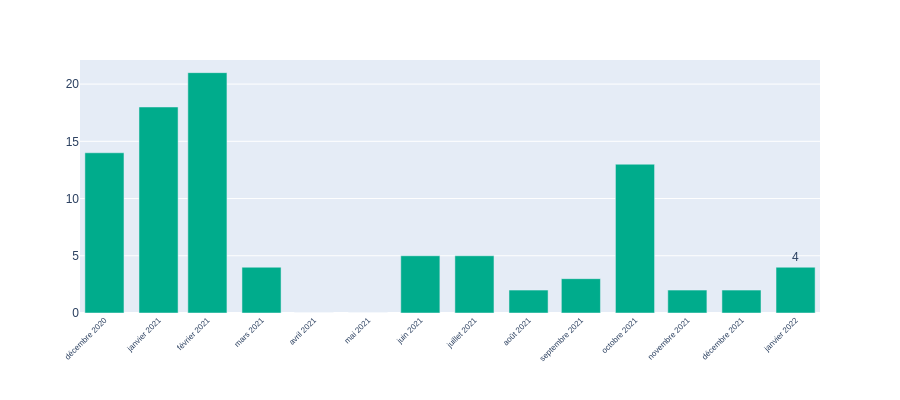 20
15
10
5
0
4
décembre 2020
janvier 2021
février 2021
mars 2021
avril 2021
mai 2021
juin 2021
juillet 2021
août 2021
septembre 2021
octobre 2021
novembre 2021
décembre 2021
janvier 2022